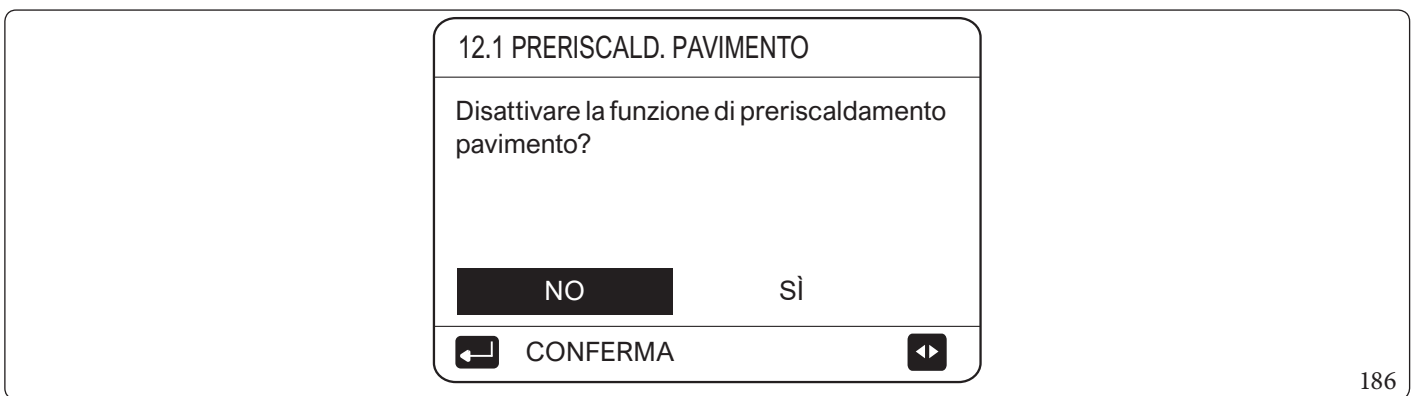 12.1 PRERISCALD. PAVIMENTO
Disattivare la funzione di preriscaldamento
pavimento?
NO SÌ
CONFERMA
186